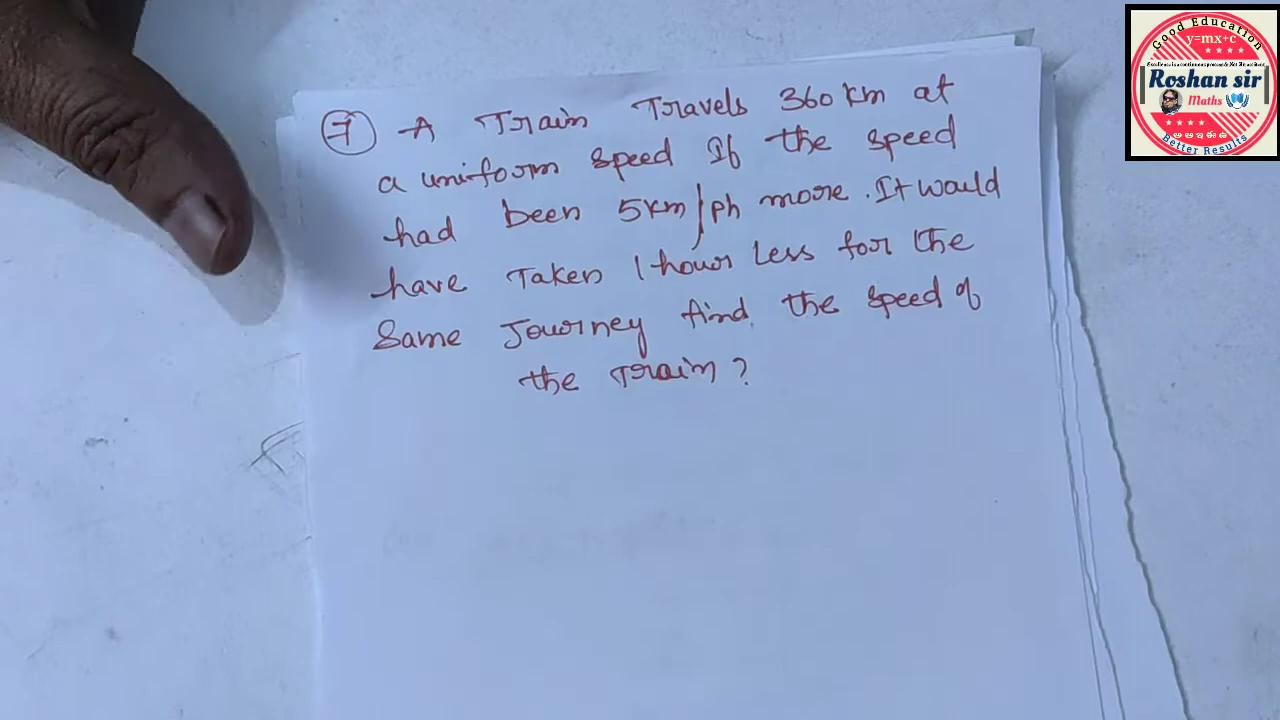 7 A Train Travels 360 km at
a uniform speed If the speed
had been 5km/ph more. It would
have Taken 1 hour Less for the
Same Journey find the speed of
the Train?
Good Education
y=mx+c
Roshan sir
Maths
Better Results